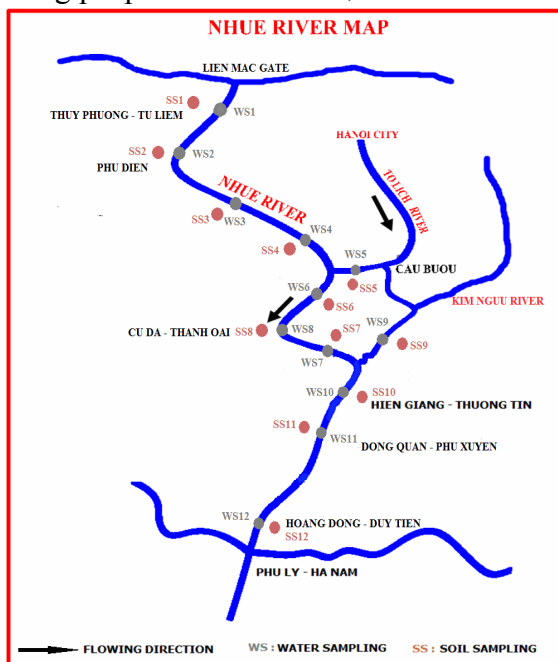 NHUE RIVER MAP
LIEN MAC GATE
SS1
WS1
THUY PHUONG - TU LIEM
HANOI CITY
SS2
WS2
PHU DIEN
TO LICH RIVER
NHUE RIVER
SS3
WS3
WS4
SS4
WS5
CAU BUOU
SS5
WS6
SS6
KIM NGUU RIVER
CU DA - THANH OAI
SS8
WS8
SS7
WS9
SS9
WS7
WS10
SS10
HIEN GIANG - THUONG TIN
SS11
WS11
DONG QUAN - PHU XUYEN
WS12
HOANG DONG - DUY TIEN
SS12
PHU LY - HA NAM
FLOWING DIRECTION
WS : WATER SAMPLING
SS : SOIL SAMPLING